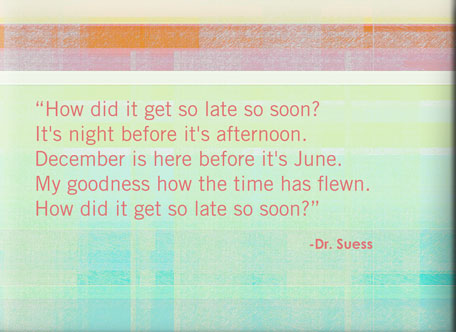 “How did it get so late so soon?
It's night before it's afternoon.
December is here before it's June.
My goodness how the time has flewn.
How did it get so late so soon?”
-Dr. Suess